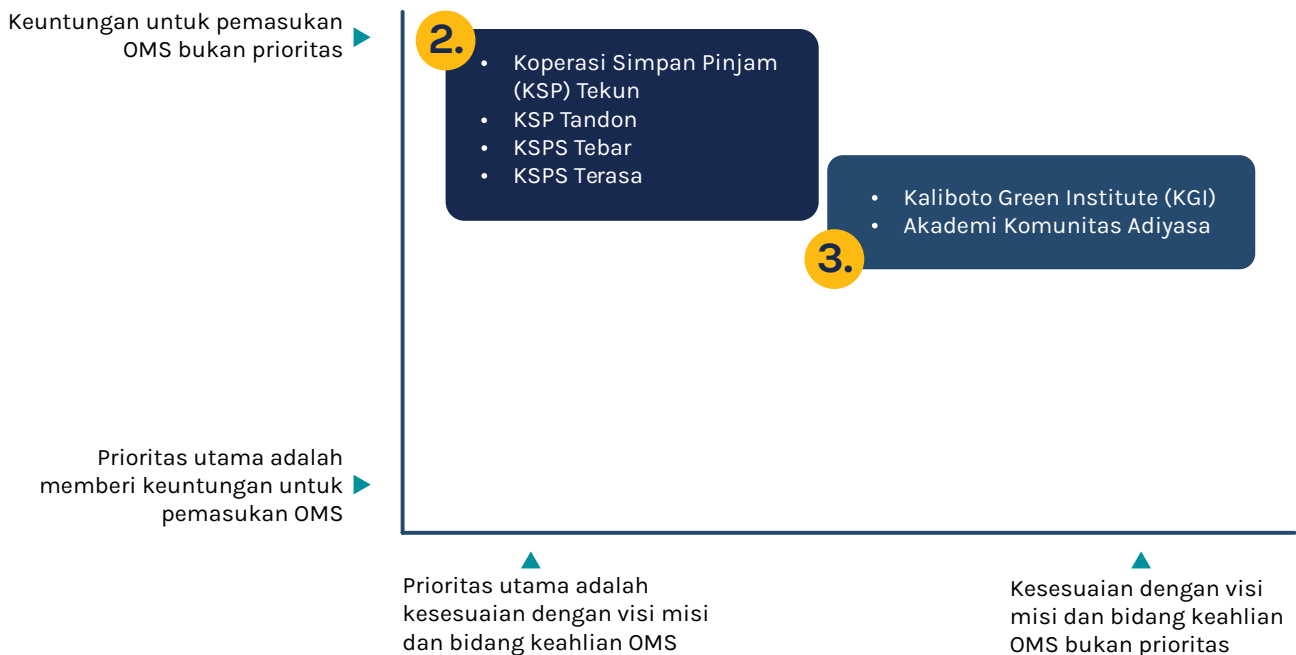 Keuntungan untuk pemasukan
OMS bukan prioritas
2.
• Koperasi Simpan Pinjam
(KSP) Tekun
• KSP Tandon
• KSPS Tebar
• KSPS Terasa
• Kaliboto Green Institute (KGI)
• Akademi Komunitas Adiyasa
3.
Prioritas utama adalah
memberi keuntungan untuk
pemasukan OMS
Prioritas utama adalah
kesesuaian dengan visi misi
dan bidang keahlian OMS
Kesesuaian dengan visi
misi dan bidang keahlian
OMS bukan prioritas